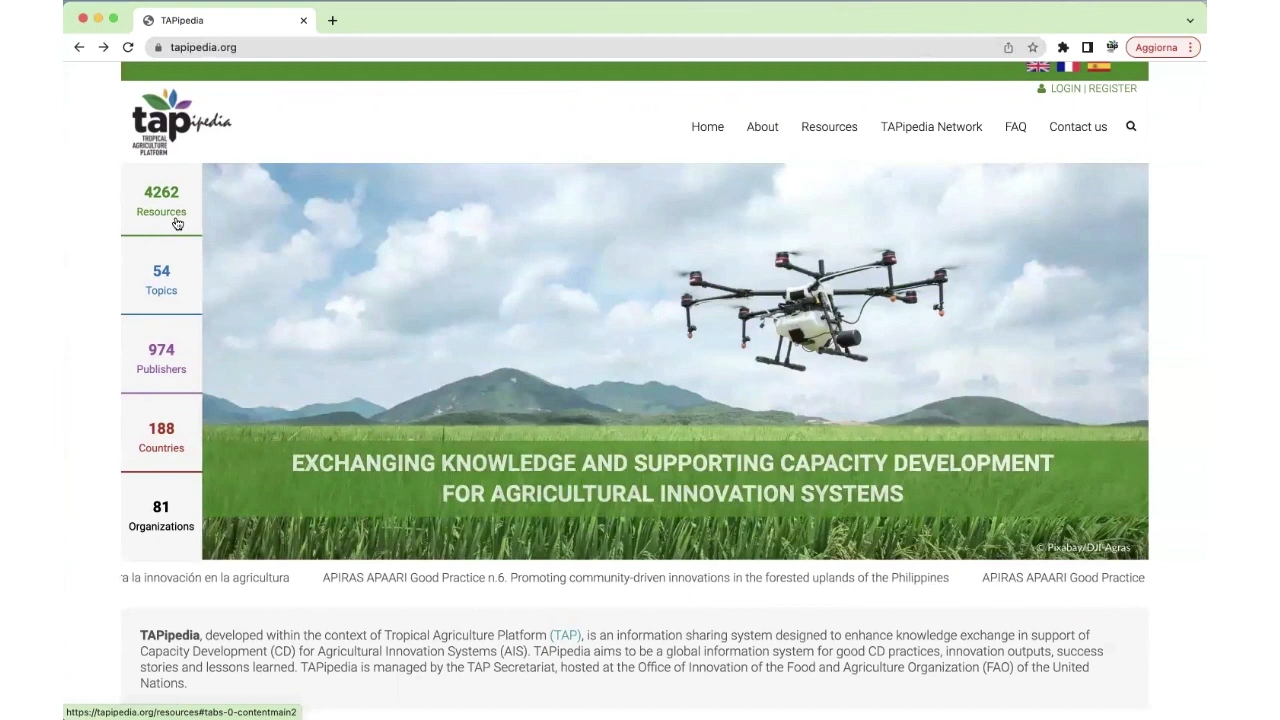 TAPipedia
tapipedia.org
Aggiorna
LOGIN | REGISTER
tapipedia
TROPICAL
AGRICULTURE
PLATFORM
Home About Resources TAPipedia Network FAQ Contact us
4262
Resources
54
Topics
974
Publishers
188
Countries
81
Organizations
EXCHANGING KNOWLEDGE AND SUPPORTING CAPACITY DEVELOPMENT
FOR AGRICULTURAL INNOVATION SYSTEMS
© Pixabay/DJI-Agras
ra la innovación en la agricultura APIRAS APAARI Good Practice n.6. Promoting community-driven innovations in the forested uplands of the Philippines APIRAS APAARI Good Practice
TAPipedia, developed within the context of Tropical Agriculture Platform (TAP), is an information sharing system designed to enhance knowledge exchange in support of
Capacity Development (CD) for Agricultural Innovation Systems (AIS). TAPipedia aims to be a global information system for good CD practices, innovation outputs, success
stories and lessons learned. TAPipedia is managed by the TAP Secretariat, hosted at the Office of Innovation of the Food and Agriculture Organization (FAO) of the United
Nations.
https://tapipedia.org/resources#tabs-0-contentmain2